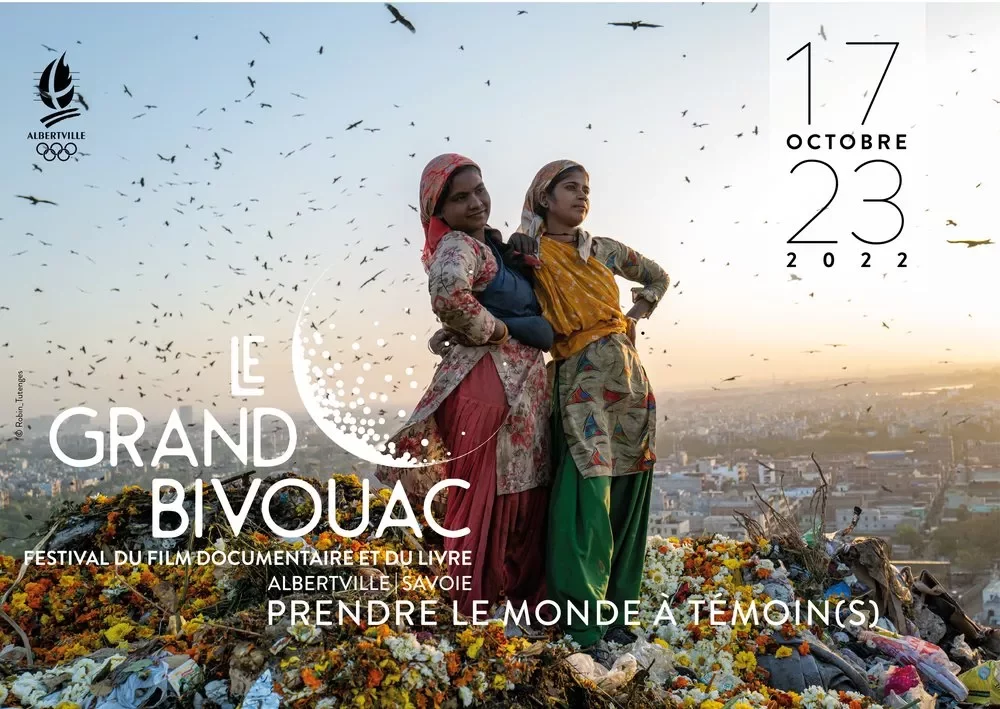 ALBERTVILLE
17
OCTOBRE
23
2022
© Robin_Tutenges
LE
GRAND
BIVOUAC
FESTIVAL DU FILM DOCUMENTAIRE ET DU LIVRE
ALBERTVILLE | SAVOIE
PRENDRE LE MONDE À TÉMOIN(S)